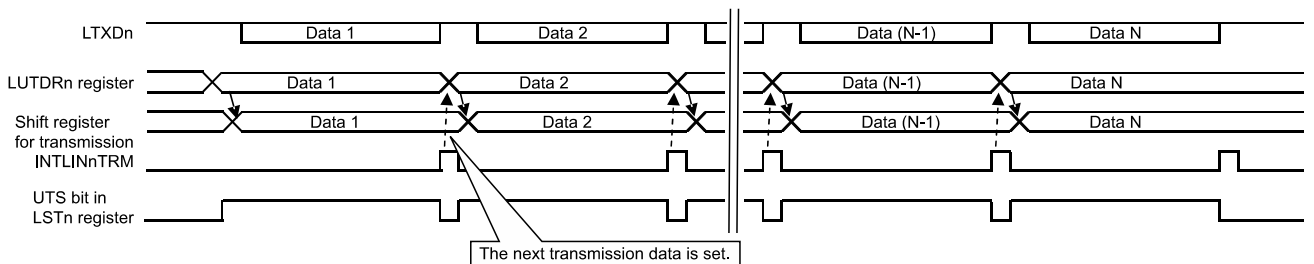 LTXDn
Data 1
Data 2
Data (N-1)
Data N
LUTDRn register
Data 1
Data 2
Data (N-1)
Data N
Shift register
for transmission
Data 1
Data 2
Data (N-1)
Data N
INTLINnTRM
UTS bit in
LSTn register
The next transmission data is set.